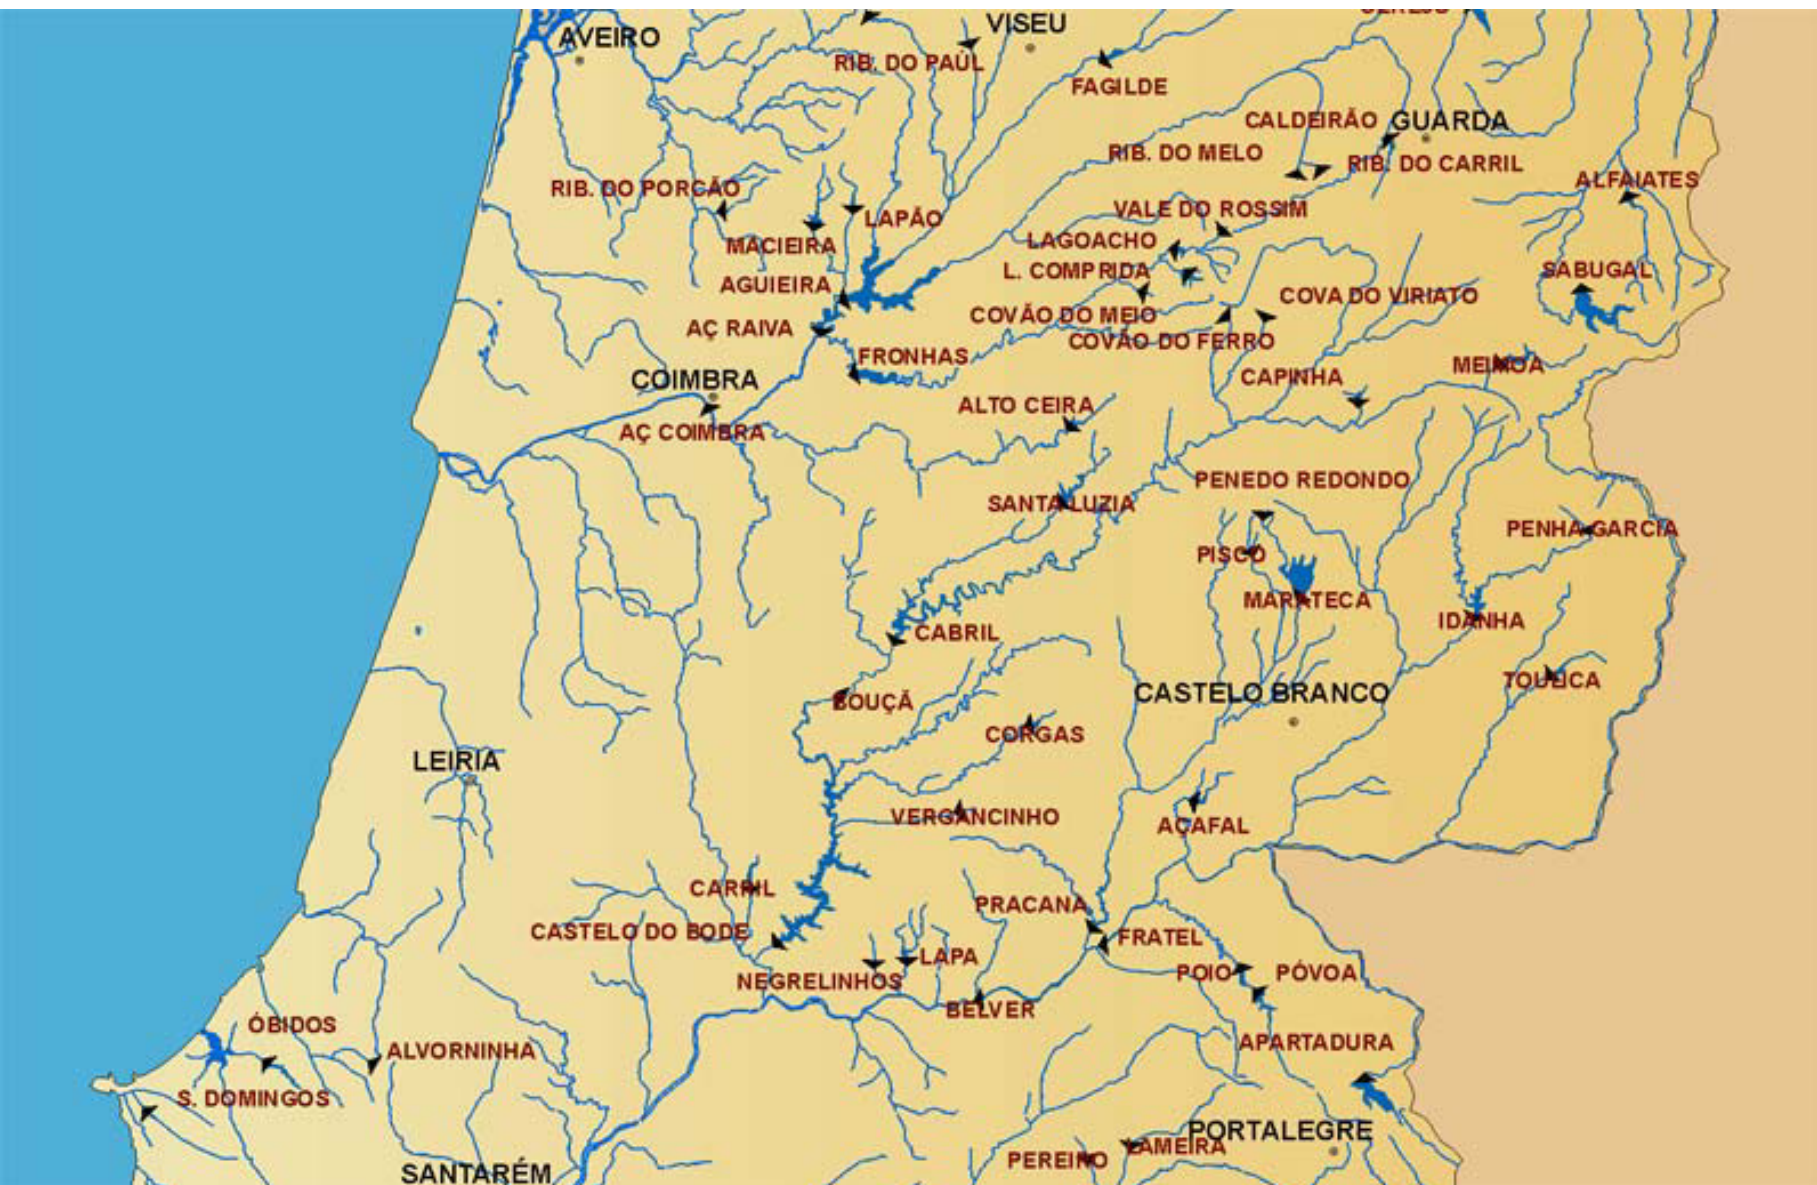 VISEU
AVEIRO
RIB. DO PAÚL
FAGILDE
CALDEIRÃO
GUARDA
RIB. DO MELO
RIB. DO CARRIL
ALFAIATES
RIB. DO PORCÃO
LAPÃO
VALE DO ROSSIM
MACIEIRA
LAGOACHO
L. COMPRIDA
SABUGAL
AGUIEIRA
COVA DO VIRIATO
COVÃO DO MEIO
AÇ RAIVA
COVÃO DO FERRO
FRONHAS
MEIMOA
COIMBRA
CAPINHA
ALTO CEIRA
AÇ COIMBRA
PENEDO REDONDO
SANTA LUZIA
PENHA GARCIA
PISCO
MARATECA
IDANHA
CABRIL
TOULICA
CASTELO BRANCO
BOUÇÃ
CORGAS
LEIRIA
VERGANCINHO
AÇAFAL
CARRIL
PRACANA
CASTELO DO BODE
FRATEL
LAPA
POIO
PÓVOA
NEGRELINHOS
BELVER
ÓBIDOS
APARTADURA
ALVORNINHA
S. DOMINGOS
PORTALEGRE
LAMEIRA
PEREIRO
SANTARÉM